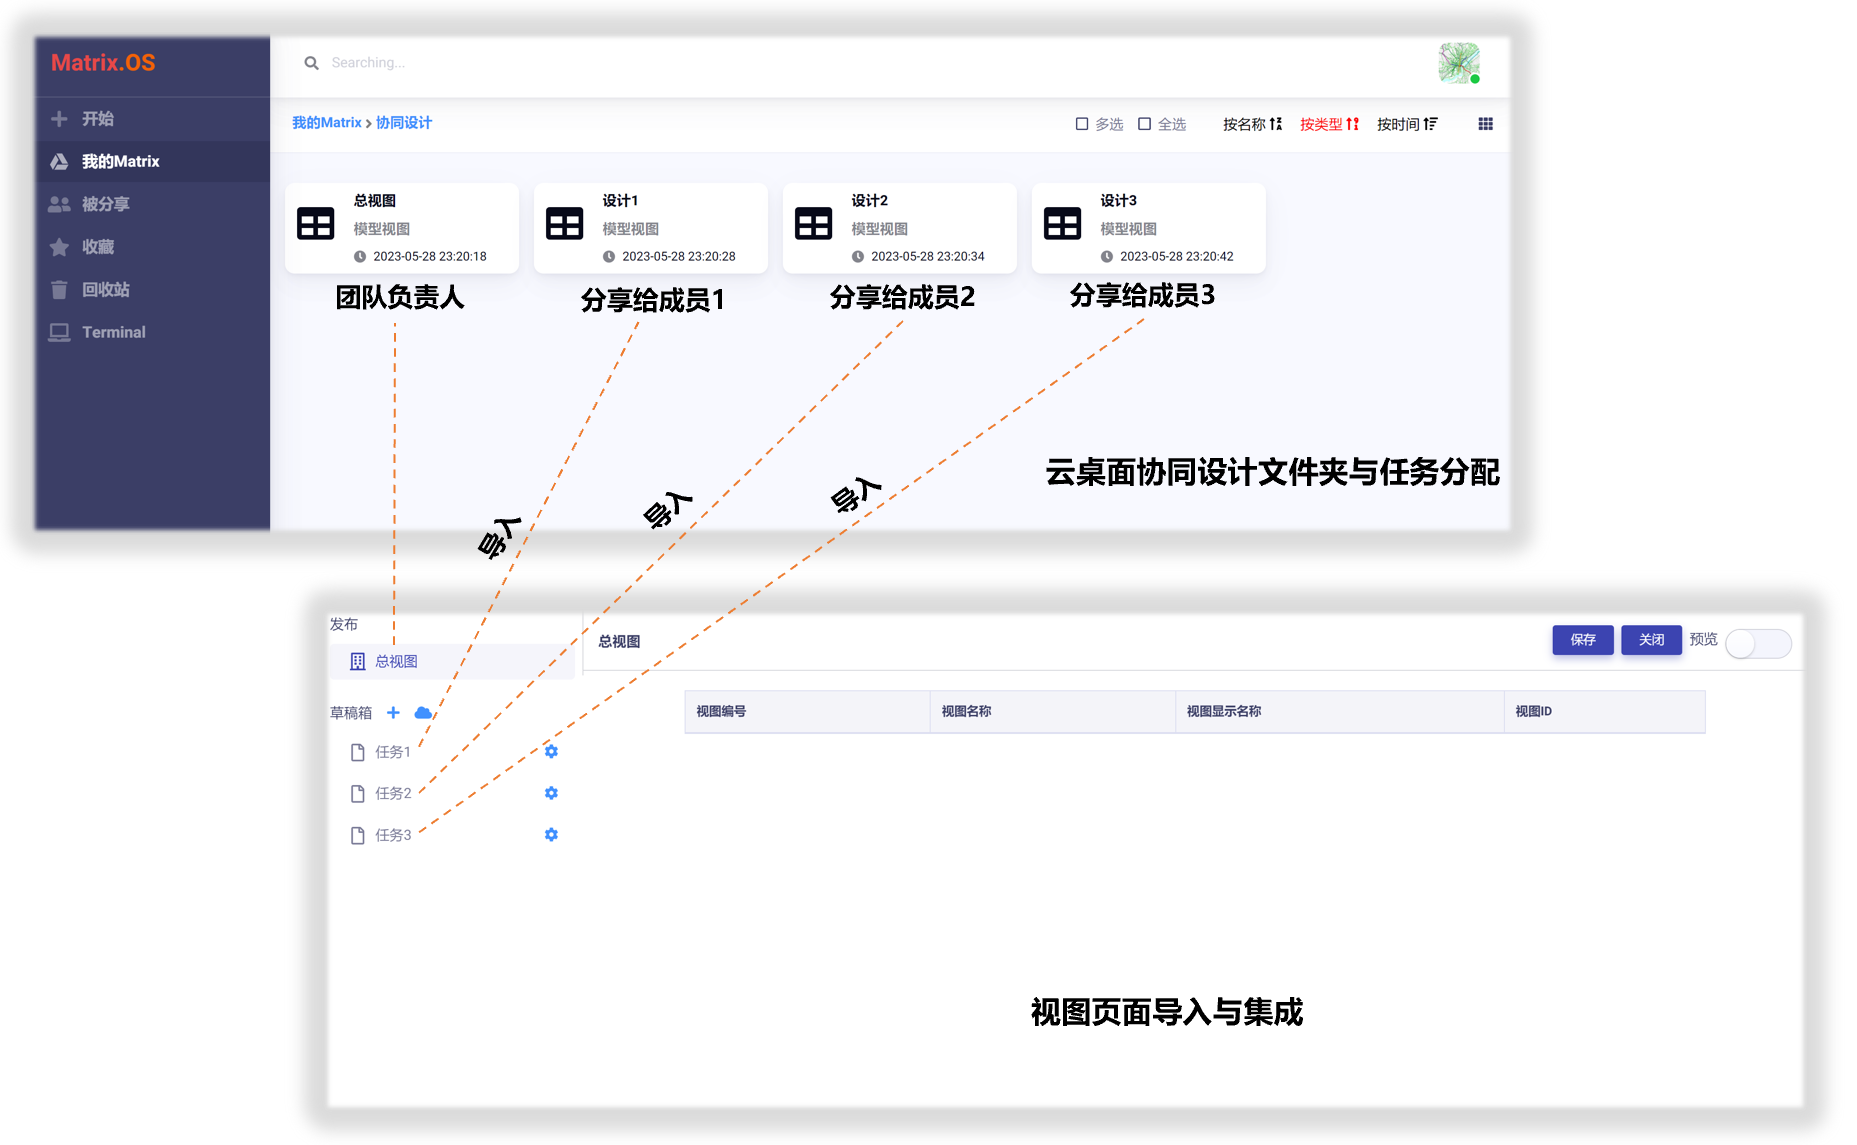 Matrix.OS
Searching...
开始
我的Matrix
被分享
收藏
回收站
Terminal
我的Matrix > 协同设计
多选 全选 按名称 按类型 按时间
总视图
模型视图
2023-05-28 23:20:18
设计1
模型视图
2023-05-28 23:20:28
设计2
模型视图
2023-05-28 23:20:34
设计3
模型视图
2023-05-28 23:20:42
团队负责人
分享给成员1
分享给成员2
分享给成员3
云桌面协同设计文件夹与任务分配
导入
导入
导入
发布
总视图
草稿箱
任务1
任务2
任务3
总视图
保存 关闭 预览
视图编号 视图名称 视图显示名称 视图ID
视图页面导入与集成